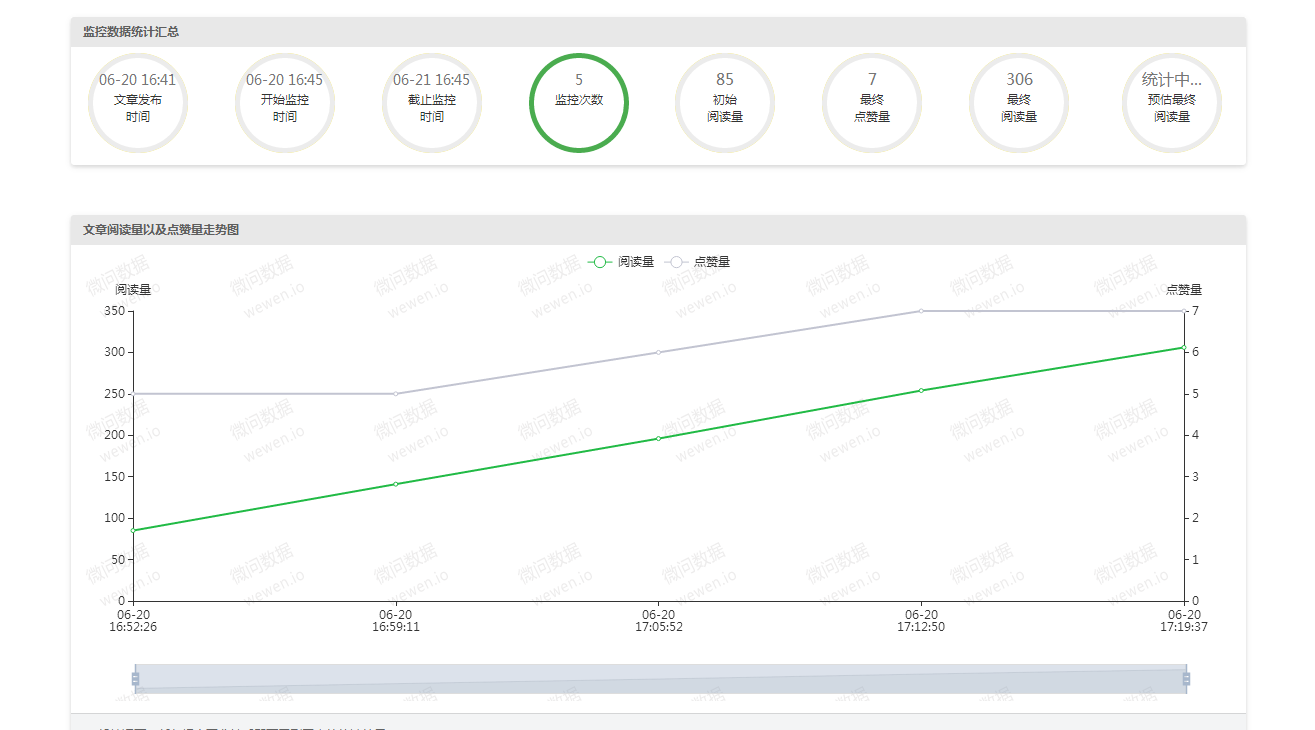 监控数据统计汇总
06-20 16:41
文章发布
时间
06-20 16:45
开始监控
时间
06-21 16:45
截止监控
时间
5
监控次数
85
初始
阅读量
7
最终
点赞量
306
最终
阅读量
统计中...
预估最终
阅读量
文章阅读量以及点赞量走势图
阅读量 点赞量
阅读量
点赞量
350
300
250
200
150
100
50
0
7
6
5
4
3
2
1
0
06-20
16:52:26
06-20
16:59:11
06-20
17:05:52
06-20
17:12:50
06-20
17:19:37
微问数据
wewen.io